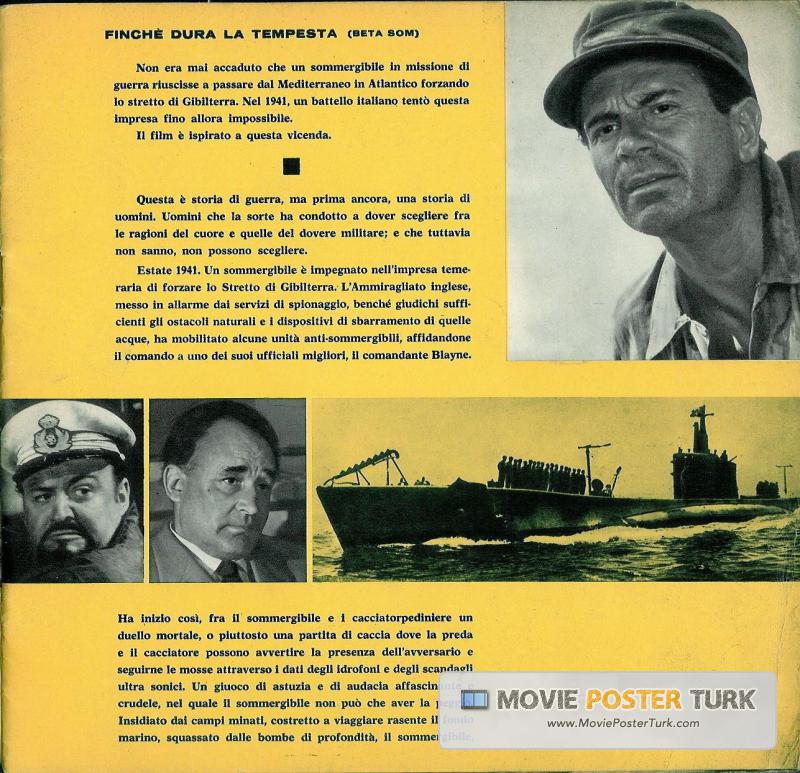 FINCHÈ DURA LA TEMPESTA (BETA SOM)
Non era mai accaduto che un sommergibile in missione di
guerra riuscisse a passare dal Mediterraneo in Atlantico forzando
lo stretto di Gibilterra. Nel 1941, un battello italiano tentò questa
impresa fino allora impossibile.
Il film è ispirato a questa vicenda.
Questa è storia di guerra, ma prima ancora, una storia di
uomini. Uomini che la sorte ha condotto a dover scegliere fra
le ragioni del cuore e quelle del dovere militare; e che tuttavia
non sanno, non possono scegliere.
Estate 1941. Un sommergibile è impegnato nell'impresa teme-
raria di forzare lo Stretto di Gibilterra. L'Ammiragliato inglese,
messo in allarme dai servizi di spionaggio, benché giudichi suffi-
cienti gli ostacoli naturali e i dispositivi di sbarramento di quelle
acque, ha mobilitato alcune unità anti-sommergibili, affidandone
il comando a uno dei suoi ufficiali migliori, il comandante Blayne.
Ha inizio così, fra il sommergibile e i cacciatorpediniere un
duello mortale, o piuttosto una partita di caccia dove la preda
e il cacciatore possono avvertire la presenza dell'avversario e
seguirne le mosse attraverso i dati degli idrofoni e degli scandagli
ultra sonici. Un giuoco di astuzia e di audacia affascinante e
crudele, nel quale il sommergibile non può che aver la peggio.
Insidiato dai campi minati, costretto a viaggiare rasente il fondo
marino, squassato dalle bombe di profondità, il sommergibile,
MOVIE POSTER TURK
www.MoviePosterTurk.com